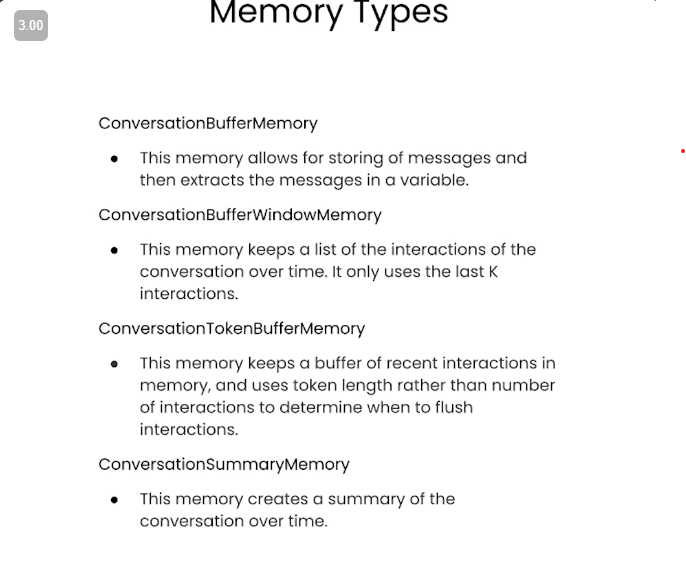 Memory Types
3.00
ConversationBufferMemory
● This memory allows for storing of messages and
then extracts the messages in a variable.
ConversationBufferWindowMemory
● This memory keeps a list of the interactions of the
conversation over time. It only uses the last K
interactions.
ConversationTokenBufferMemory
● This memory keeps a buffer of recent interactions in
memory, and uses token length rather than number
of interactions to determine when to flush
interactions.
ConversationSummaryMemory
● This memory creates a summary of the
conversation over time.